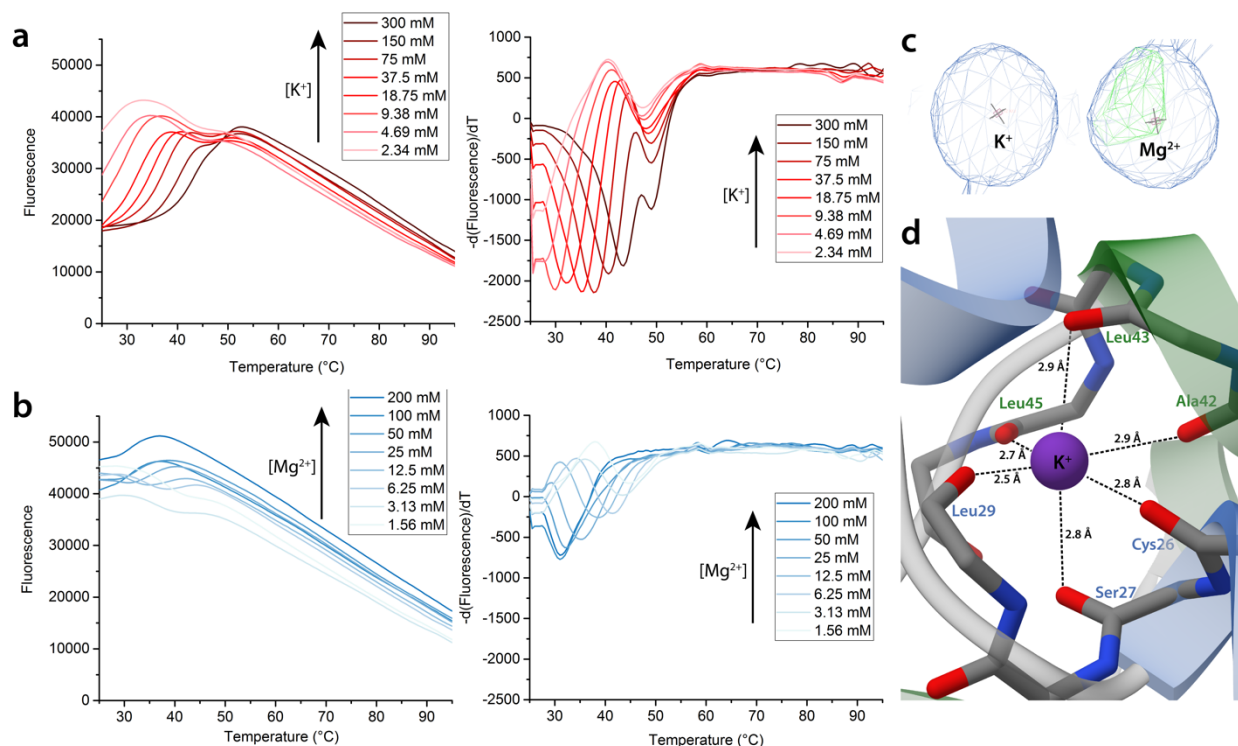 a
Fluorescence
50000
40000
30000
20000
10000
0
30
40
50
60
70
80
90
Temperature (°C)
[K⁺]
300 mM
150 mM
75 mM
37.5 mM
18.75 mM
9.38 mM
4.69 mM
2.34 mM
-d(Fluorescence)/dT
1000
500
0
-500
-1000
-1500
-2000
-2500
30
40
50
60
70
80
90
Temperature (°C)
[K⁺]
300 mM
150 mM
75 mM
37.5 mM
18.75 mM
9.38 mM
4.69 mM
2.34 mM
b
Fluorescence
50000
40000
30000
20000
10000
0
30
40
50
60
70
80
90
Temperature (°C)
[Mg²⁺]
200 mM
100 mM
50 mM
25 mM
12.5 mM
6.25 mM
3.13 mM
1.56 mM
-d(Fluorescence)/dT
1000
500
0
-500
-1000
-1500
-2000
-2500
30
40
50
60
70
80
90
Temperature (°C)
[Mg²⁺]
200 mM
100 mM
50 mM
25 mM
12.5 mM
6.25 mM
3.13 mM
1.56 mM
c
K⁺
Mg²⁺
d
Leu43
2.9 Å
Leu45
Ala42
2.9 Å
2.7 Å
K⁺
2.5 Å
2.8 Å
Leu29
Cys26
2.8 Å
Ser27